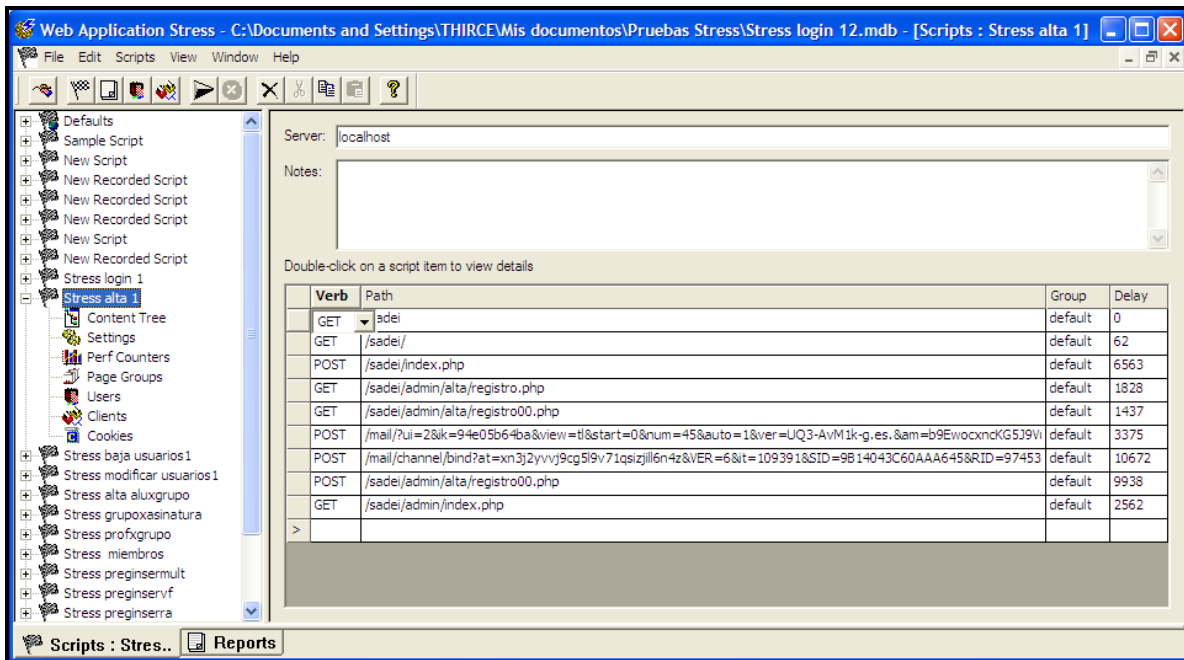 Web Application Stress - C:\Documents and Settings\THIRCE\Mis documentos\Pruebas Stress\Stress login 12.mdb - [Scripts : Stress alta 1]
File Edit Scripts View Window Help
Defaults
Sample Script
New Script
New Recorded Script
New Recorded Script
New Recorded Script
New Script
New Recorded Script
Stress login 1
Stress alta 1
Content Tree
Settings
Perf Counters
Page Groups
Users
Clients
Cookies
Stress baja usuarios1
Stress modificar usuarios1
Stress alta aluxgrupo
Stress grupoxasinatura
Stress profxgrupo
Stress miembros
Stress preginsermult
Stress preginservf
Stress preginserra
Server: localhost
Notes:
Double-click on a script item to view details
Verb Path Group Delay
GET adei default 0
GET /sadei/ default 62
POST /sadei/index.php default 6563
GET /sadei/admin/alta/registro.php default 1828
GET /sadei/admin/alta/registro00.php default 1437
POST /mail/?ui=2&ik=94e05b64ba&view=tl&start=0&num=45&auto=1&ver=UQ3-AvM1k-g.es.&am=b9EwocxncKG5J9V default 3375
POST /mail/channel/bind?at=xn3j2yvvj9cg5l9v71qsizjill6n4z&VER=6&it=109391&SID=9B14043C60AAA645&RID=97453 default 10672
POST /sadei/admin/alta/registro00.php default 9938
GET /sadei/admin/index.php default 2562
>
Scripts : Stres.. Reports